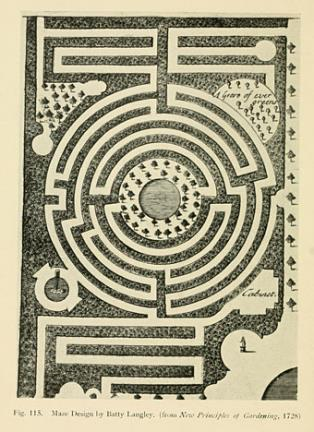 A Grove of ever
greens
Cabinet.
Fig. 115. Maze Design by Batty Langley. (from New Principles of Gardening, 1728)